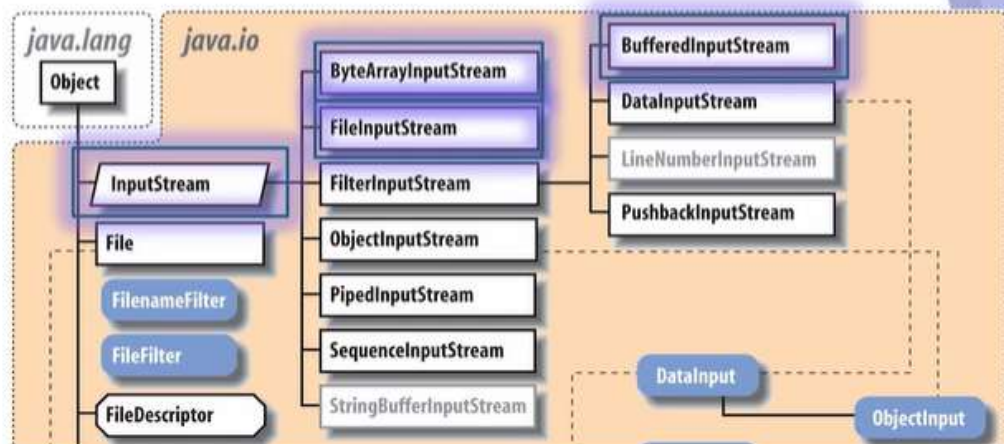 java.lang
java.io
Object
InputStream
File
FilenameFilter
FileFilter
FileDescriptor
ByteArrayInputStream
FileInputStream
FilterInputStream
ObjectInputStream
PipedInputStream
SequenceInputStream
StringBufferInputStream
BufferedInputStream
DataInputStream
LineNumberInputStream
PushbackInputStream
DataInput
ObjectInput